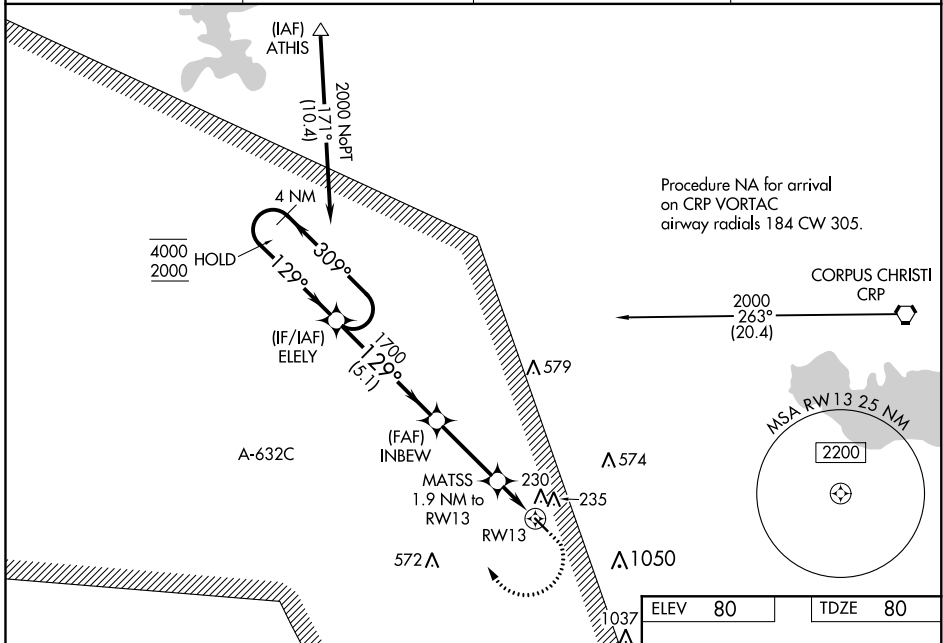 (IAF)
ATHIS
2000 NoPT
171°
(10.4)
4 NM
Procedure NA for arrival
on CRP VORTAC
airway radials 184 CW 305.
4000
2000
HOLD
309°
129°
CORPUS CHRISTI
CRP
2000
263°
(20.4)
(IF/IAF)
ELELY
1700
129°
(5.1)
579
MSA RW13 25 NM
2200
(FAF)
INBEW
A-632C
574
MATSS
1.9 NM to
RW13
230
235
RW13
572
1050
1037
ELEV 80
TDZE 80